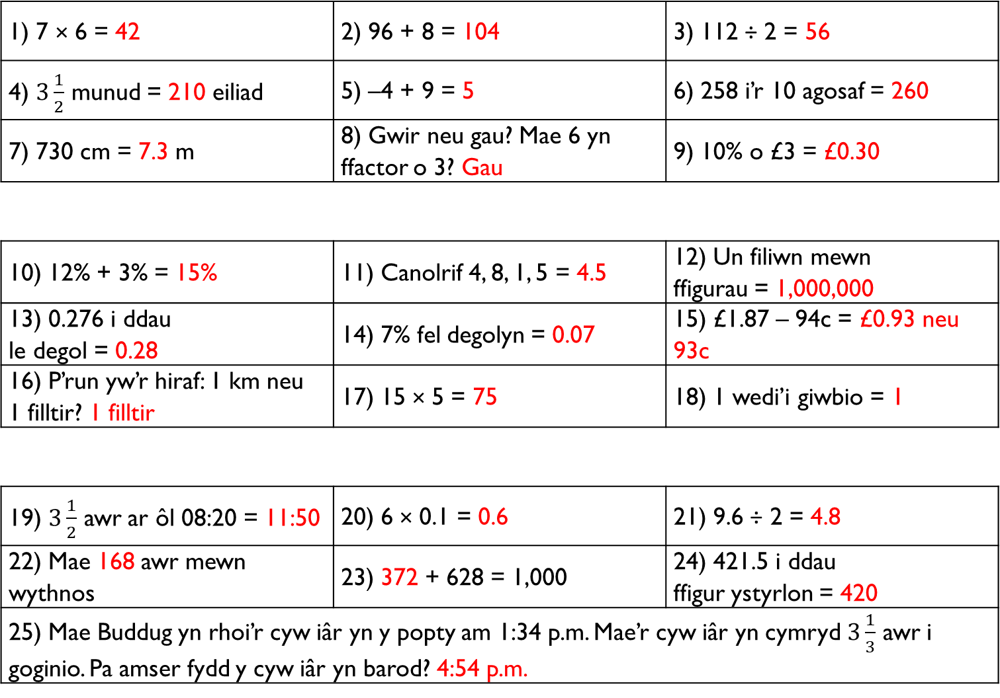 1) 7 × 6 = 42
2) 96 + 8 = 104
3) 112 ÷ 2 = 56
4) 3 1/2 munud = 210 eiliad
5) –4 + 9 = 5
6) 258 i’r 10 agosaf = 260
7) 730 cm = 7.3 m
8) Gwir neu gau? Mae 6 yn
ffactor o 3? Gau
9) 10% o £3 = £0.30
10) 12% + 3% = 15%
11) Canolrif 4, 8, 1, 5 = 4.5
12) Un filiwn mewn
ffigurau = 1,000,000
13) 0.276 i ddau
le degol = 0.28
14) 7% fel degolyn = 0.07
15) £1.87 – 94c = £0.93 neu
93c
16) P’run yw’r hiraf: 1 km neu
1 filltir? 1 filltir
17) 15 × 5 = 75
18) 1 wedi’i giwbio = 1
19) 3 1/2 awr ar ôl 08:20 = 11:50
20) 6 × 0.1 = 0.6
21) 9.6 ÷ 2 = 4.8
22) Mae 168 awr mewn
wythnos
23) 372 + 628 = 1,000
24) 421.5 i ddau
ffigur ystyrlon = 420
25) Mae Buddug yn rhoi’r cyw iâr yn y popty am 1:34 p.m. Mae’r cyw iâr yn cymryd 3 1/3 awr i
goginio. Pa amser fydd y cyw iâr yn barod? 4:54 p.m.